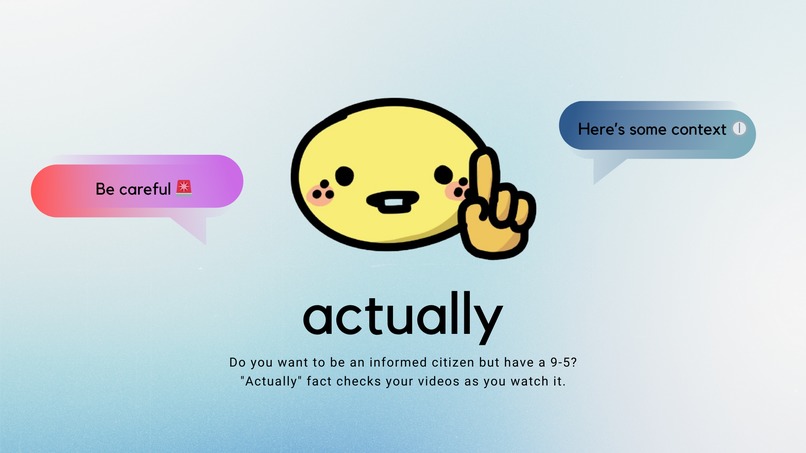 Be careful 🚨
Here's some context
actually
Do you want to be an informed citizen but have a 9-5?
"Actually" fact checks your videos as you watch it.